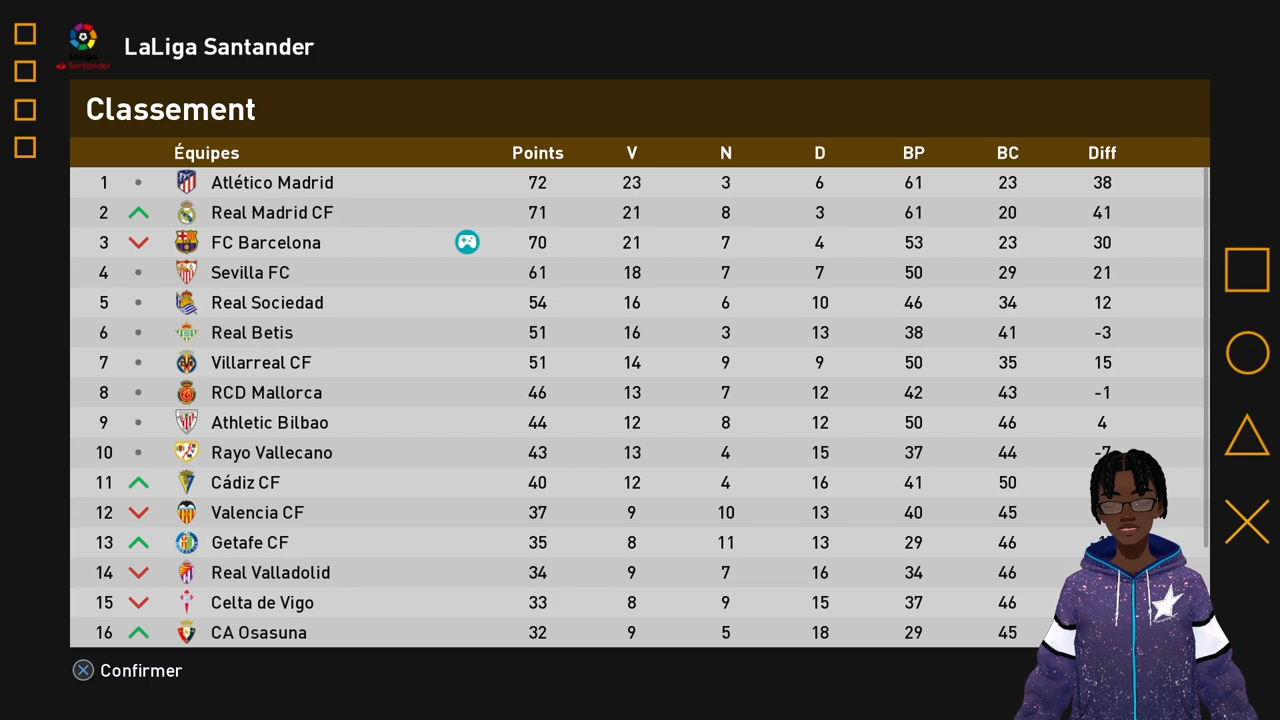 LaLiga Santander
Classement
Équipes Points V N D BP BC Diff
1 Atlético Madrid 72 23 3 6 61 23 38
2 Real Madrid CF 71 21 8 3 61 20 41
3 FC Barcelona 70 21 7 4 53 23 30
4 Sevilla FC 61 18 7 7 50 29 21
5 Real Sociedad 54 16 6 10 46 34 12
6 Real Betis 51 16 3 13 38 41 -3
7 Villarreal CF 51 14 9 9 50 35 15
8 RCD Mallorca 46 13 7 12 42 43 -1
9 Athletic Bilbao 44 12 8 12 50 46 4
10 Rayo Vallecano 43 13 4 15 37 44 -7
11 Cádiz CF 40 12 4 16 41 50
12 Valencia CF 37 9 10 13 40 45
13 Getafe CF 35 8 11 13 29 46
14 Real Valladolid 34 9 7 16 34 46
15 Celta de Vigo 33 8 9 15 37 46
16 CA Osasuna 32 9 5 18 29 45
Confirmer